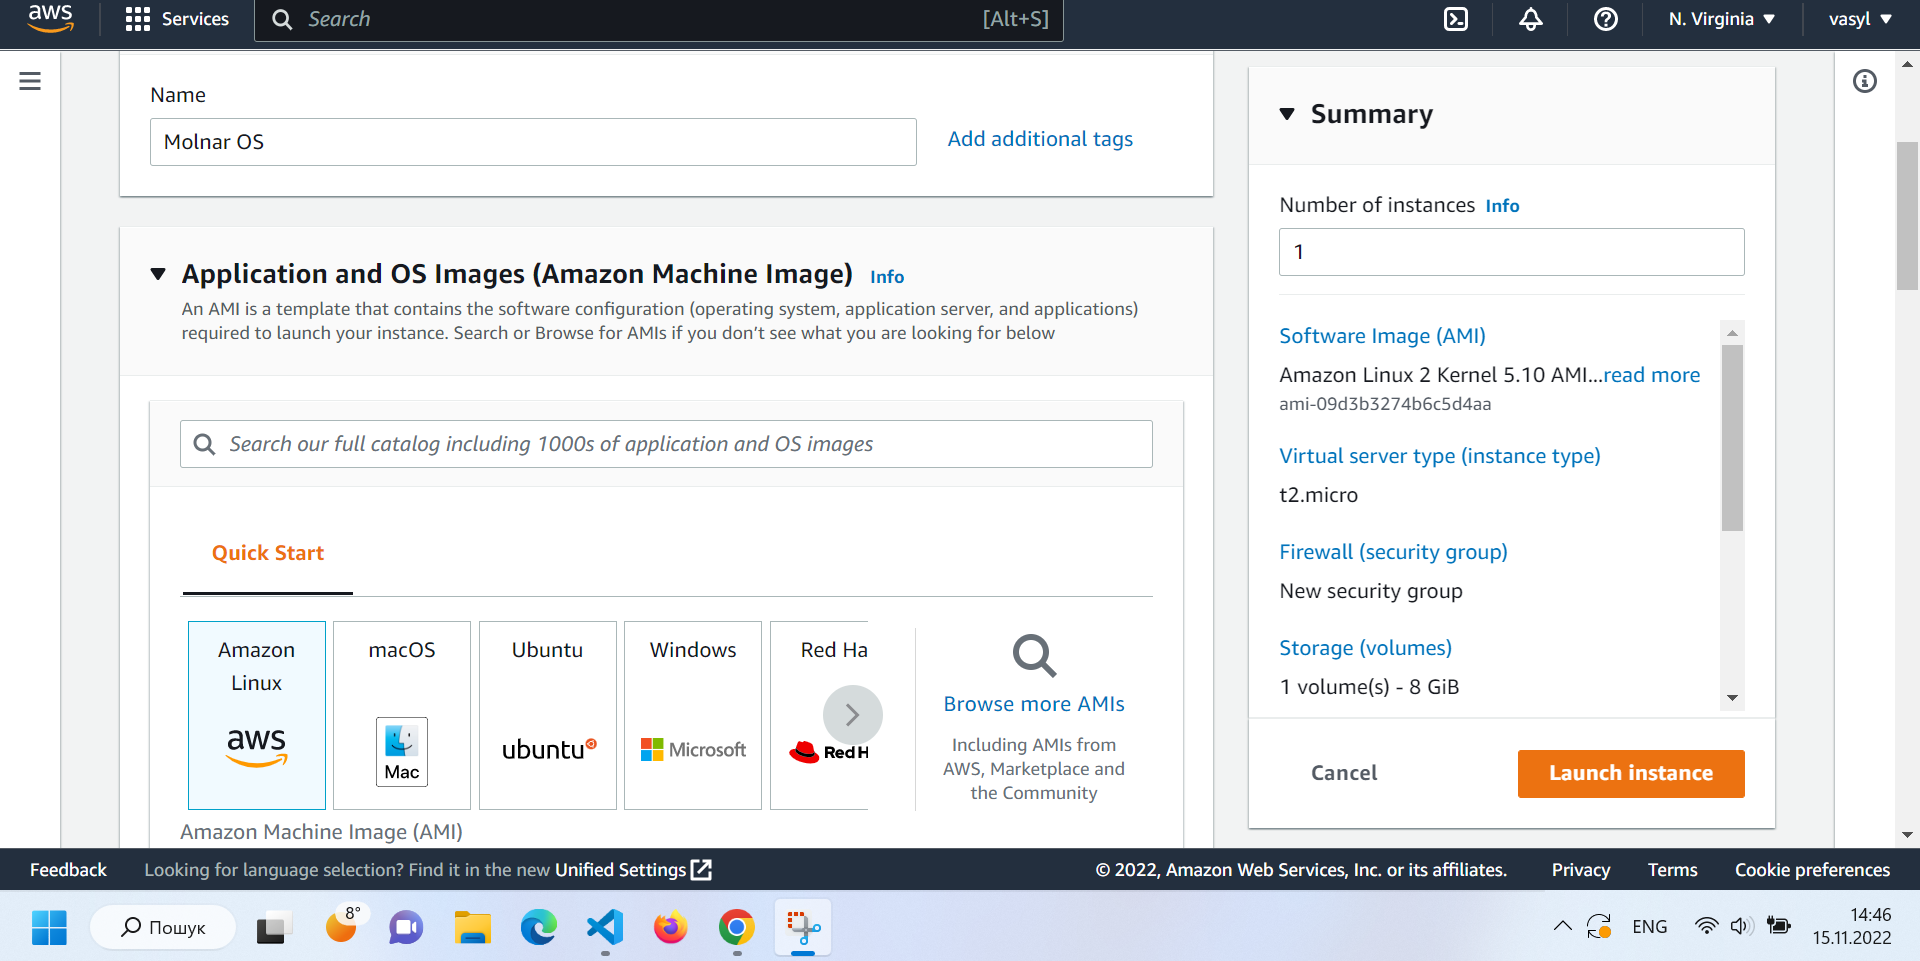 aws
Services
Search
[Alt+S]
N. Virginia
vasyl
Name
Molnar OS
Add additional tags
Application and OS Images (Amazon Machine Image) Info
An AMI is a template that contains the software configuration (operating system, application server, and applications)
required to launch your instance. Search or Browse for AMIs if you don’t see what you are looking for below
Search our full catalog including 1000s of application and OS images
Quick Start
Amazon
Linux
aws
macOS
Mac
Ubuntu
ubuntu
Windows
Microsoft
Red Ha
Red H
Browse more AMIs
Including AMIs from
AWS, Marketplace and
the Community
Amazon Machine Image (AMI)
Summary
Number of instances Info
1
Software Image (AMI)
Amazon Linux 2 Kernel 5.10 AMI...read more
ami-09d3b3274b6c5d4aa
Virtual server type (instance type)
t2.micro
Firewall (security group)
New security group
Storage (volumes)
1 volume(s) - 8 GiB
Cancel
Launch instance
Feedback
Looking for language selection? Find it in the new Unified Settings
© 2022, Amazon Web Services, Inc. or its affiliates.
Privacy
Terms
Cookie preferences
Пошук
8°
ENG
14:46
15.11.2022